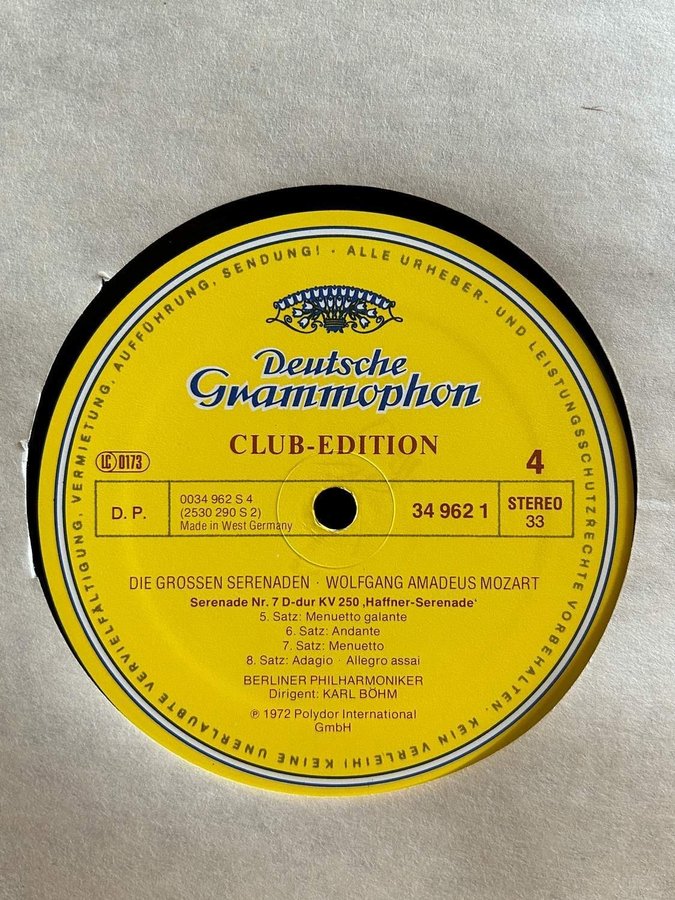 ALLE URHEBER- UND LEISTUNGSSCHUTZRECHTE VORBEHALTEN. KEIN VERLEIH! KEINE UNERLAUBTE VERVIELFÄLTIGUNG, VERMIETUNG, AUFFÜHRUNG, SENDUNG! ·
Deutsche
Grammophon
CLUB-EDITION
LC 0173
4
D. P.
0034 962 S 4
(2530 290 S 2)
Made in West Germany
34 962 1
STEREO
33
DIE GROSSEN SERENADEN · WOLFGANG AMADEUS MOZART
Serenade Nr. 7 D-dur KV 250 ‚Haffner-Serenade‘
5. Satz: Menuetto galante
6. Satz: Andante
7. Satz: Menuetto
8. Satz: Adagio · Allegro assai
BERLINER PHILHARMONIKER
Dirigent: KARL BÖHM
℗ 1972 Polydor International
GmbH